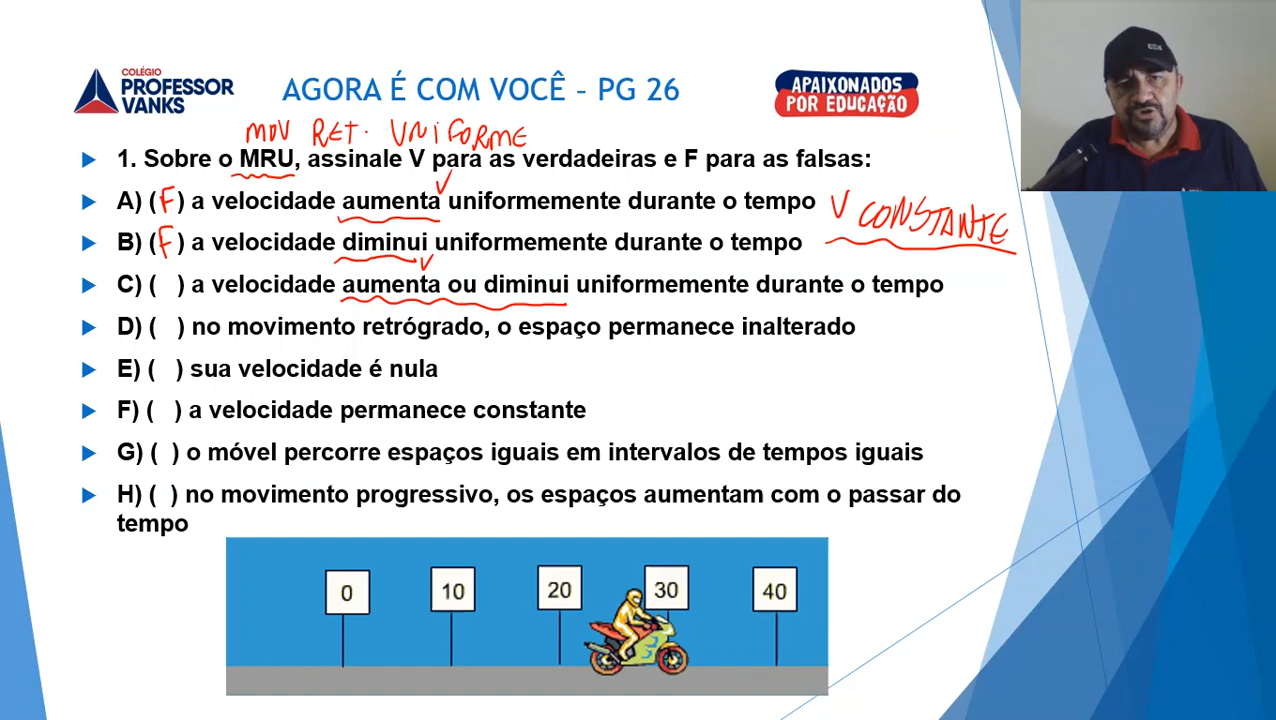 COLÉGIO
PROFESSOR
VANKS
AGORA É COM VOCÊ - PG 26
APAIXONADOS
POR EDUCAÇÃO
MOV RET. UNIFORME
1. Sobre o MRU, assinale V para as verdadeiras e F para as falsas:
A) (F) a velocidade aumenta uniformemente durante o tempo
V CONSTANTE
B) (F) a velocidade diminui uniformemente durante o tempo
C) ( ) a velocidade aumenta ou diminui uniformemente durante o tempo
D) ( ) no movimento retrógrado, o espaço permanece inalterado
E) ( ) sua velocidade é nula
F) ( ) a velocidade permanece constante
G) ( ) o móvel percorre espaços iguais em intervalos de tempos iguais
H) ( ) no movimento progressivo, os espaços aumentam com o passar do
tempo
0 10 20 30 40